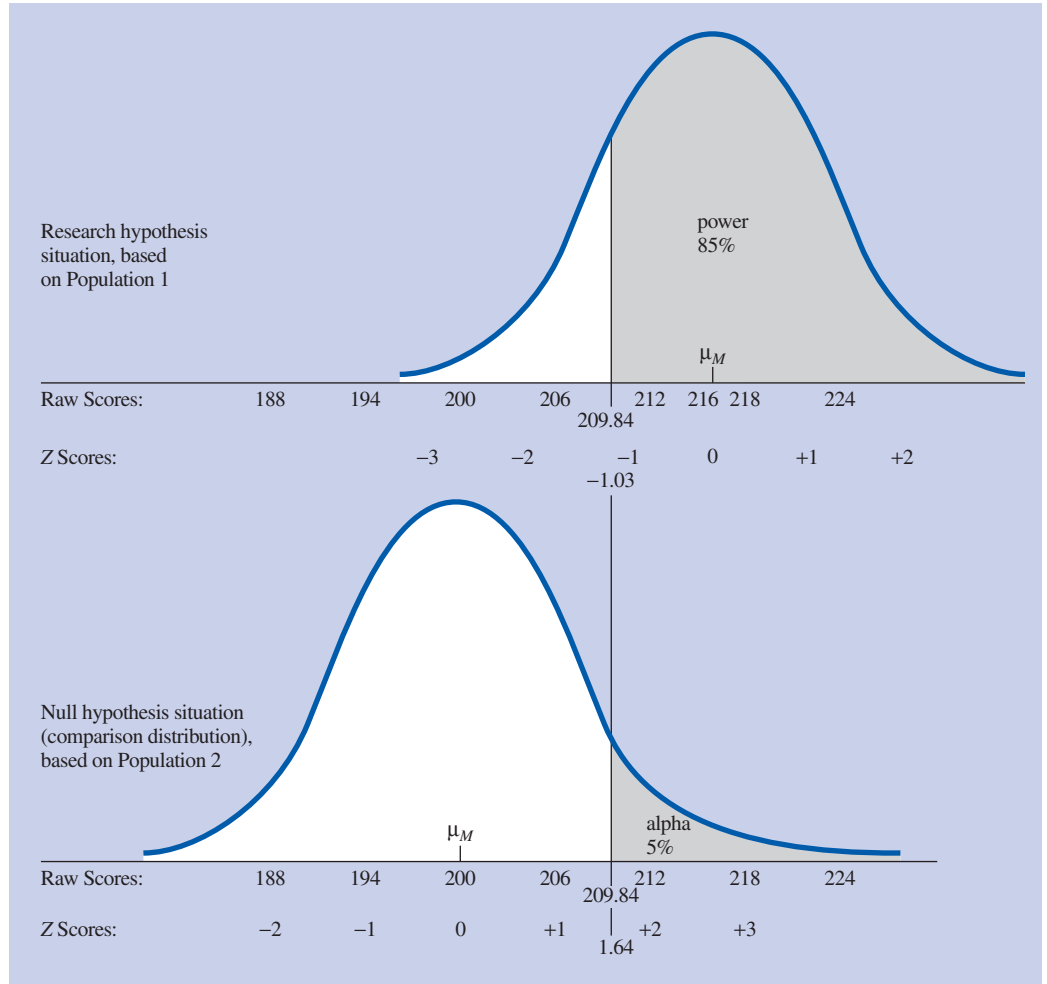 power
85%
Research hypothesis
situation, based
on Population 1
μM
Raw Scores: 188 194 200 206 212 216 218 224
209.84
Z Scores: −3 −2 −1 0 +1 +2
−1.03
Null hypothesis situation
(comparison distribution),
based on Population 2
μM
alpha
5%
Raw Scores: 188 194 200 206 212 218 224
209.84
Z Scores: −2 −1 0 +1 +2 +3
1.64